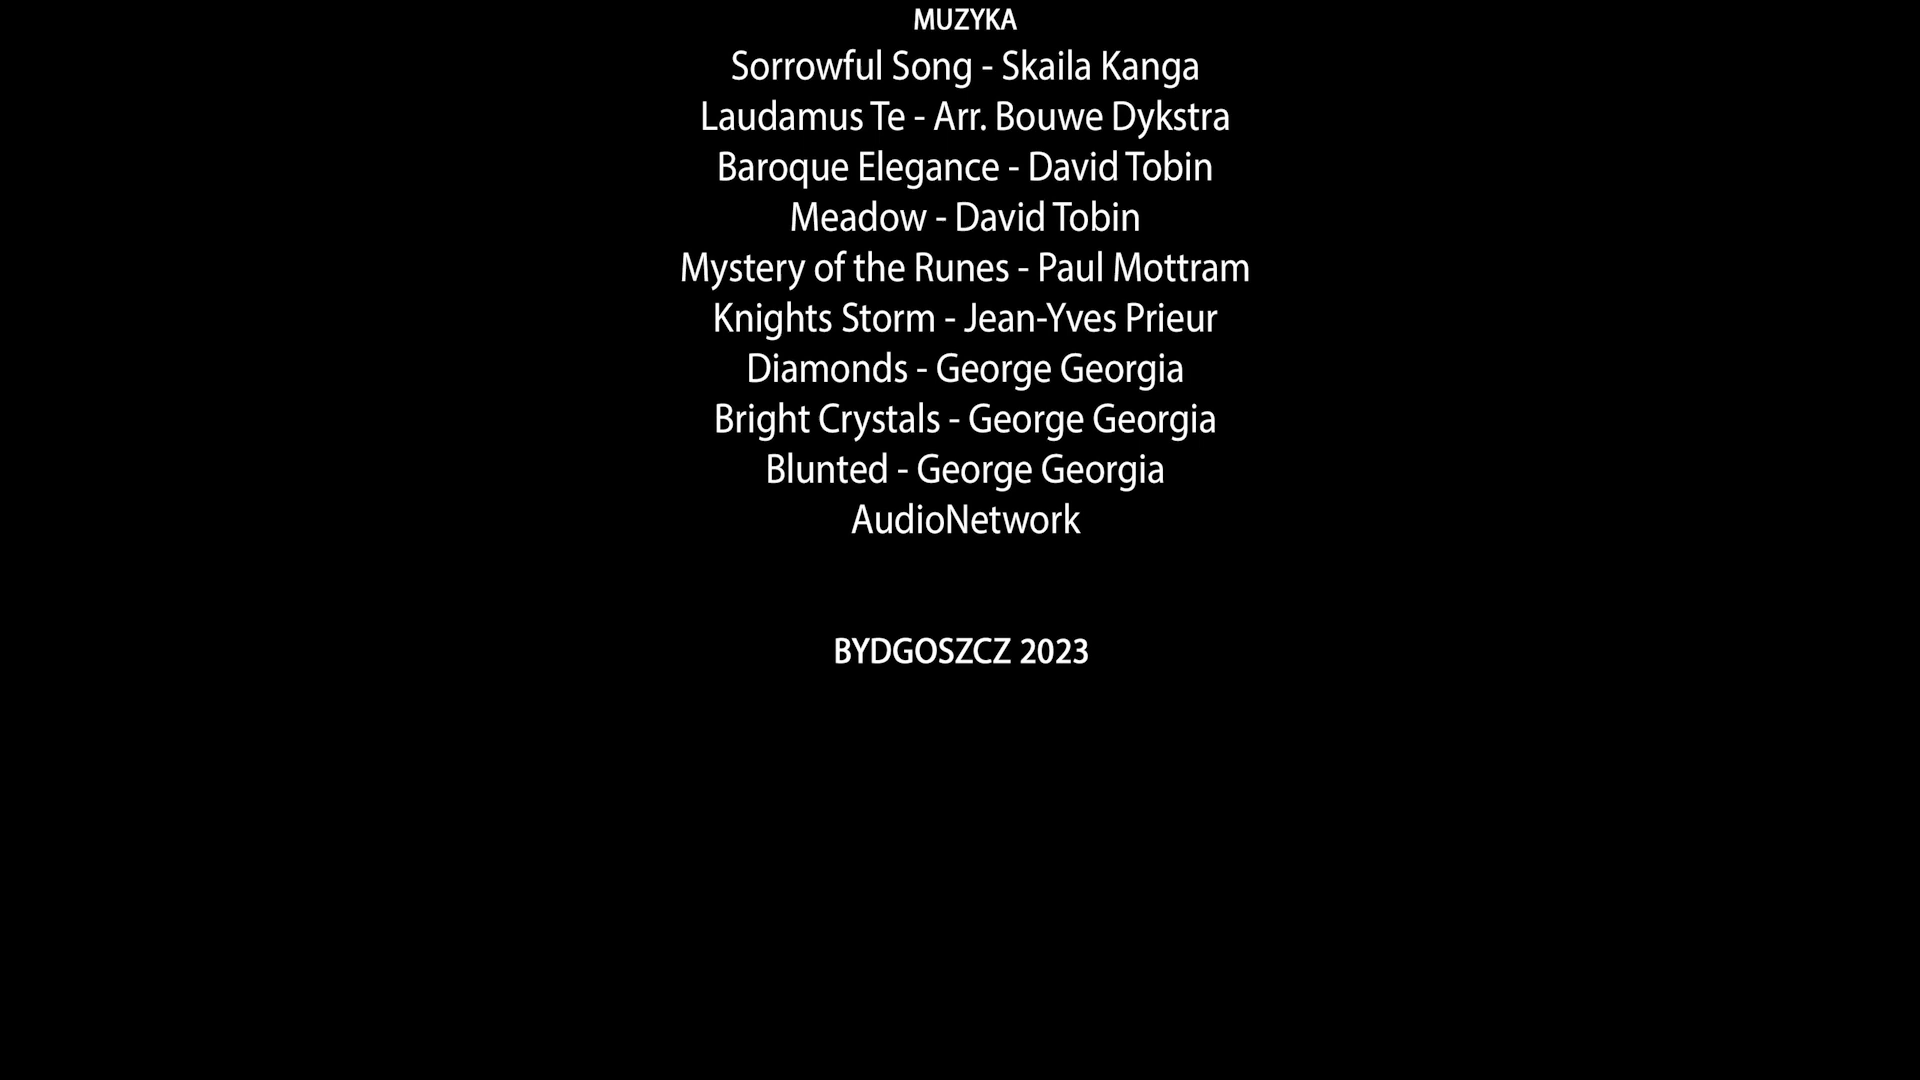 MUZYKA
Sorrowful Song - Skaila Kanga
Laudamus Te - Arr. Bouwe Dykstra
Baroque Elegance - David Tobin
Meadow - David Tobin
Mystery of the Runes - Paul Mottram
Knights Storm - Jean-Yves Prieur
Diamonds - George Georgia
Bright Crystals - George Georgia
Blunted - George Georgia
AudioNetwork
BYDGOSZCZ 2023